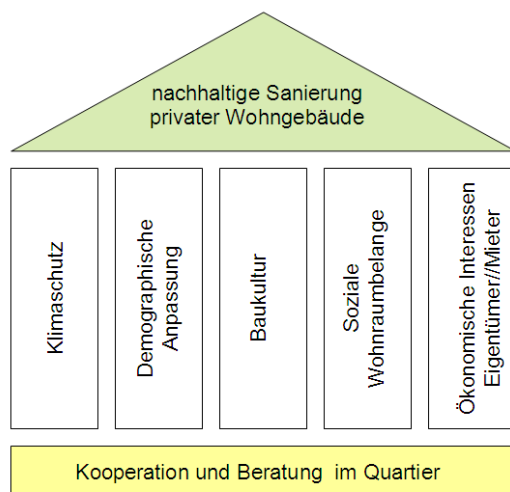 nachhaltige Sanierung
privater Wohngebäude
Klimaschutz
Demographische
Anpassung
Baukultur
Soziale
Wohnraumbelange
Ökonomische Interessen
Eigentümer//Mieter
Kooperation und Beratung im Quartier